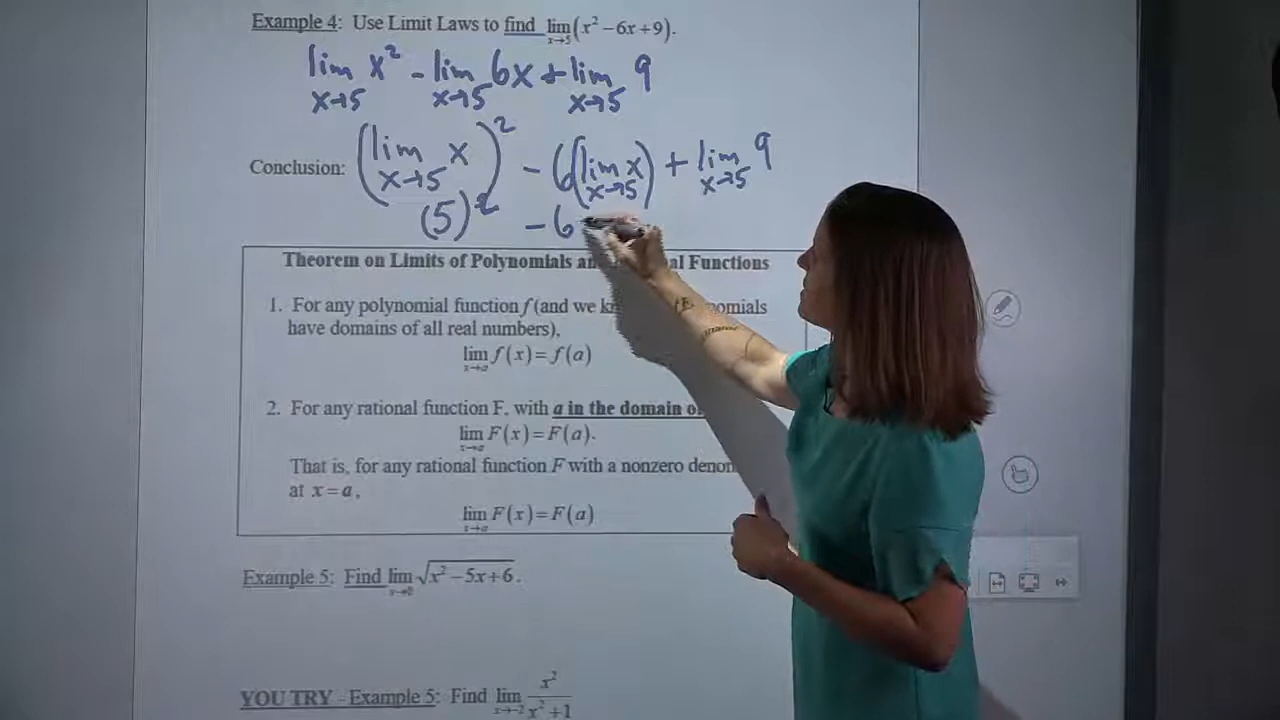 Example 4: Use Limit Laws to find lim x→5 (x² − 6x + 9).
lim x→5 x² - lim x→5 6x + lim x→5 9
Conclusion: (lim x→5 x)² - 6(lim x→5 x) + lim x→5 9
(5)² - 6
Theorem on Limits of Polynomials al Functions
1. For any polynomial function f (and we nomials
have domains of all real numbers),
lim x→a f(x) = f(a)
2. For any rational function F, with a in the domain
lim x→a F(x) = F(a).
That is, for any rational function F with a nonzero
at x = a,
lim x→a F(x) = F(a)
Example 5: Find lim √x² − 5x + 6.
YOU TRY - Example 5: Find lim x→-2 x²/x² + 1